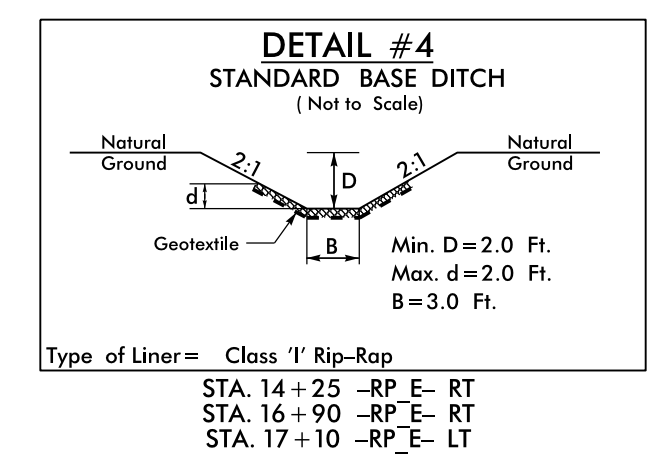 DETAIL #4
STANDARD BASE DITCH
( Not to Scale)
Natural
Ground
2:1
D
2:1
Natural
Ground
d
Geotextile
B
Min. D=2.0 Ft.
Max. d=2.0 Ft.
B=3.0 Ft.
Type of Liner= Class 'I' Rip-Rap
STA. 14+25 -RP_E- RT
STA. 16+90 -RP_E- RT
STA. 17+10 -RP_E- LT